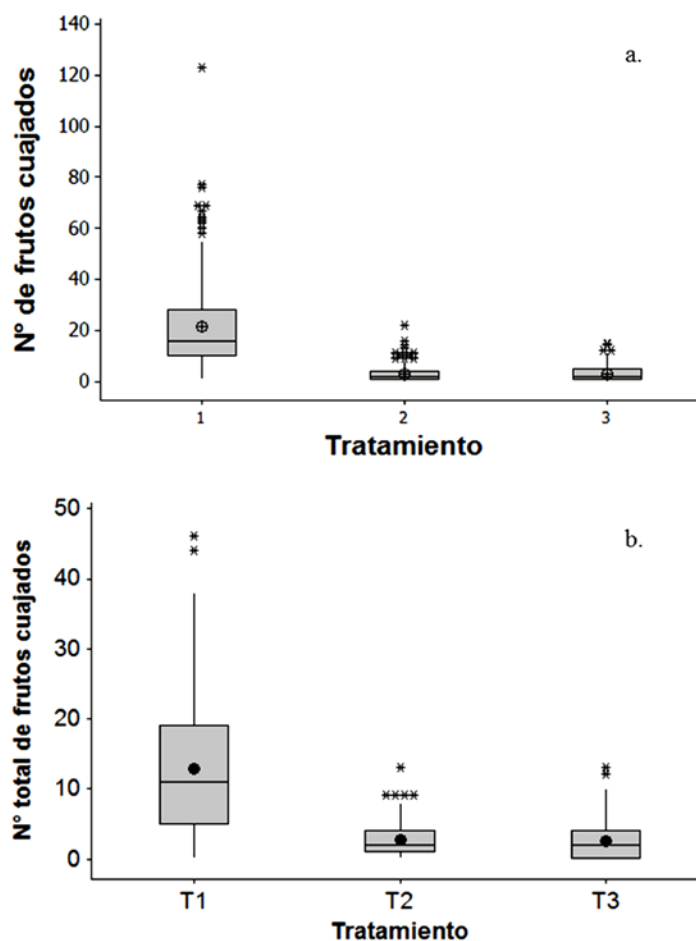 a.
N° de frutos cuajados
140
120
100
80
60
40
20
0
1
2
3
Tratamiento
b.
N° total de frutos cuajados
50
40
30
20
10
0
T1
T2
T3
Tratamiento